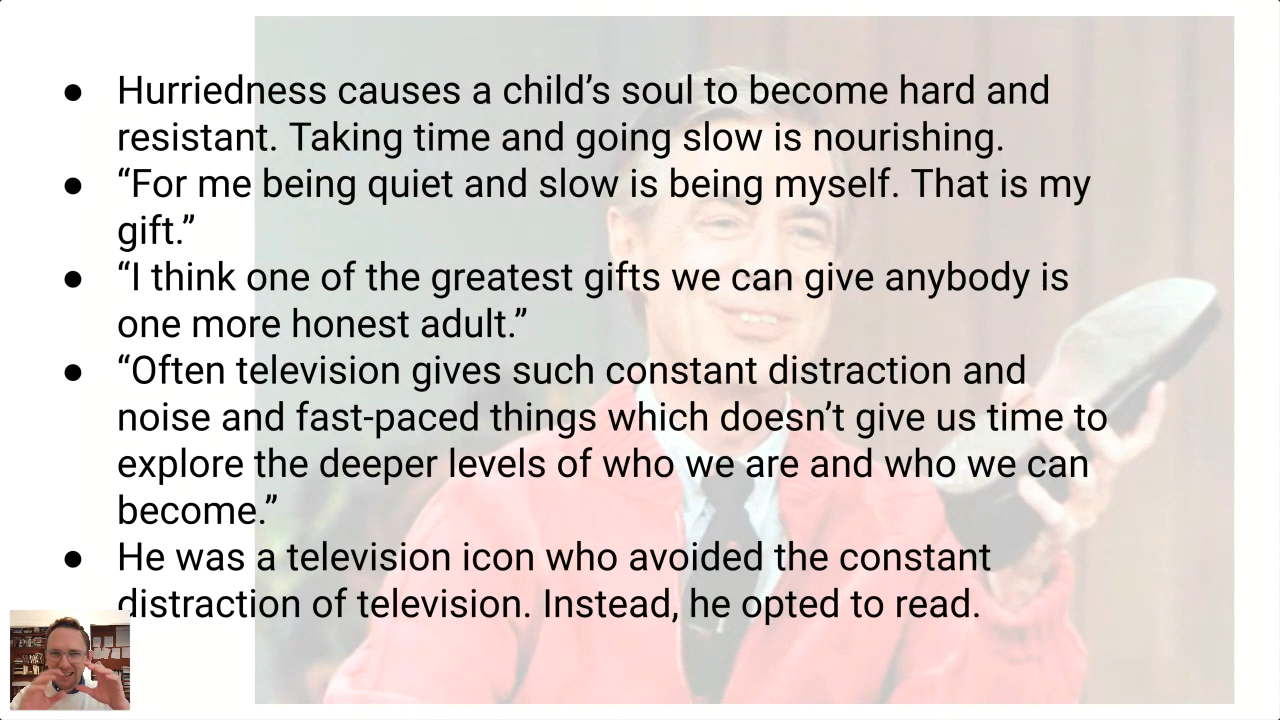 ● Hurriedness causes a child’s soul to become hard and
resistant. Taking time and going slow is nourishing.
● “For me being quiet and slow is being myself. That is my
gift.”
● “I think one of the greatest gifts we can give anybody is
one more honest adult.”
● “Often television gives such constant distraction and
noise and fast-paced things which doesn’t give us time to
explore the deeper levels of who we are and who we can
become.”
● He was a television icon who avoided the constant
distraction of television. Instead, he opted to read.